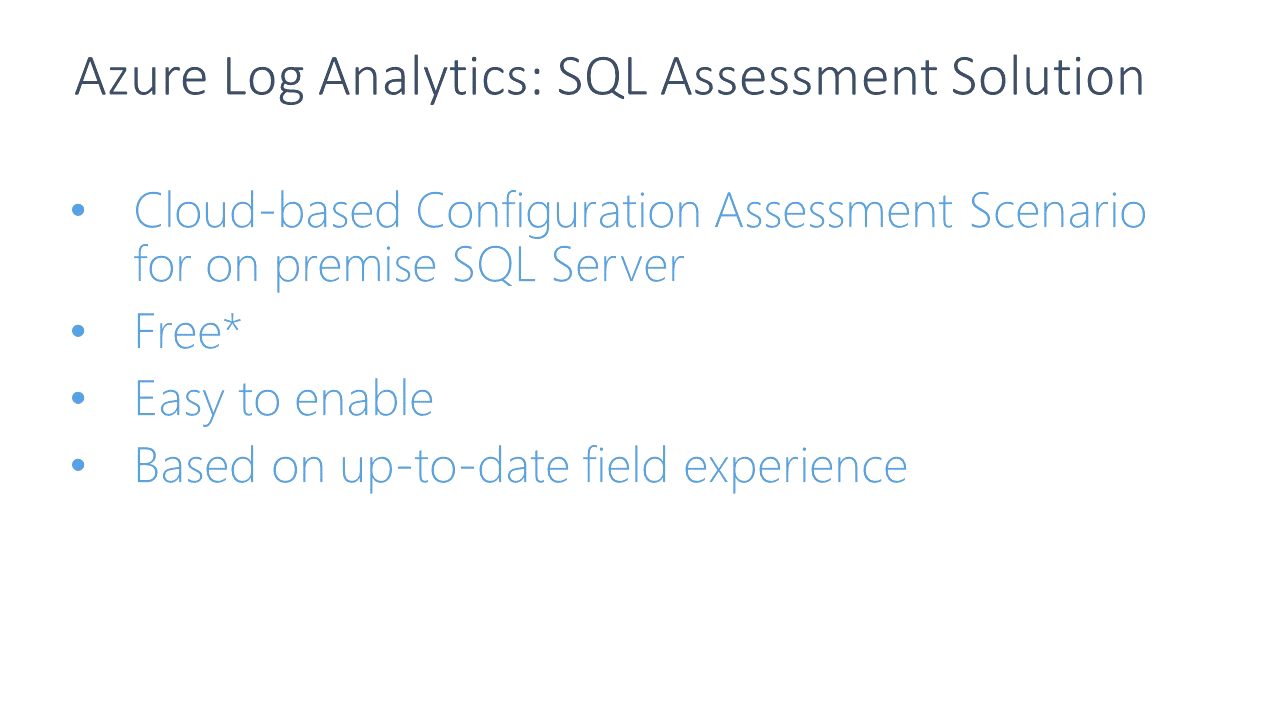 Azure Log Analytics: SQL Assessment Solution
• Cloud-based Configuration Assessment Scenario
for on premise SQL Server
• Free*
• Easy to enable
• Based on up-to-date field experience